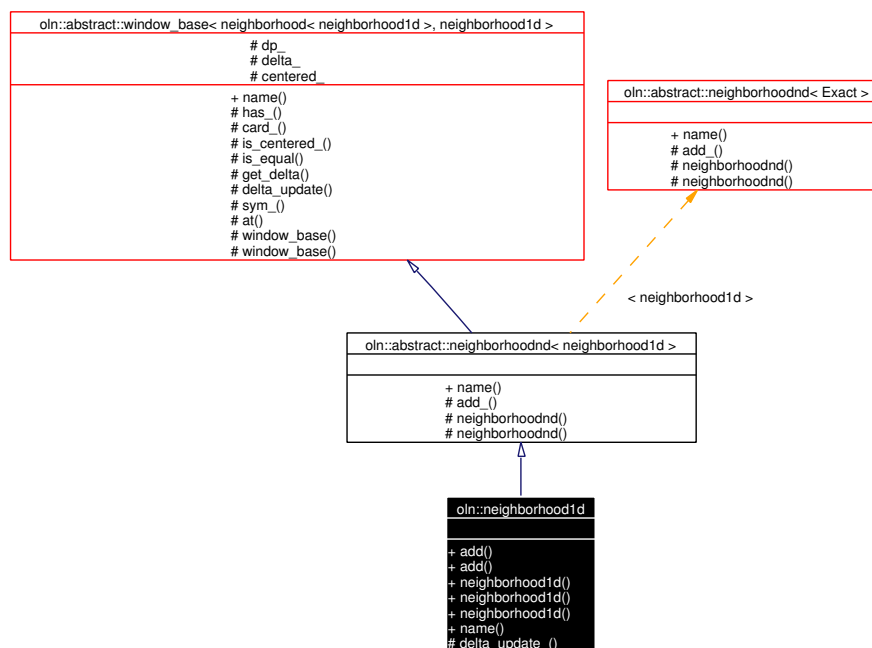 oln::abstract::window_base< neighborhood< neighborhood1d >, neighborhood1d >
# dp_
# delta_
# centered_
+ name()
# has_()
# card_()
# is_centered_()
# is_equal()
# get_delta()
# delta_update()
# sym_()
# at()
# window_base()
# window_base()
oln::abstract::neighborhoodnd< Exact >
+ name()
# add_()
# neighborhoodnd()
# neighborhoodnd()
< neighborhood1d >
oln::abstract::neighborhoodnd< neighborhood1d >
+ name()
# add_()
# neighborhoodnd()
# neighborhoodnd()
oln::neighborhood1d
+ add()
+ add()
+ neighborhood1d()
+ neighborhood1d()
+ neighborhood1d()
+ name()
# delta_update_()